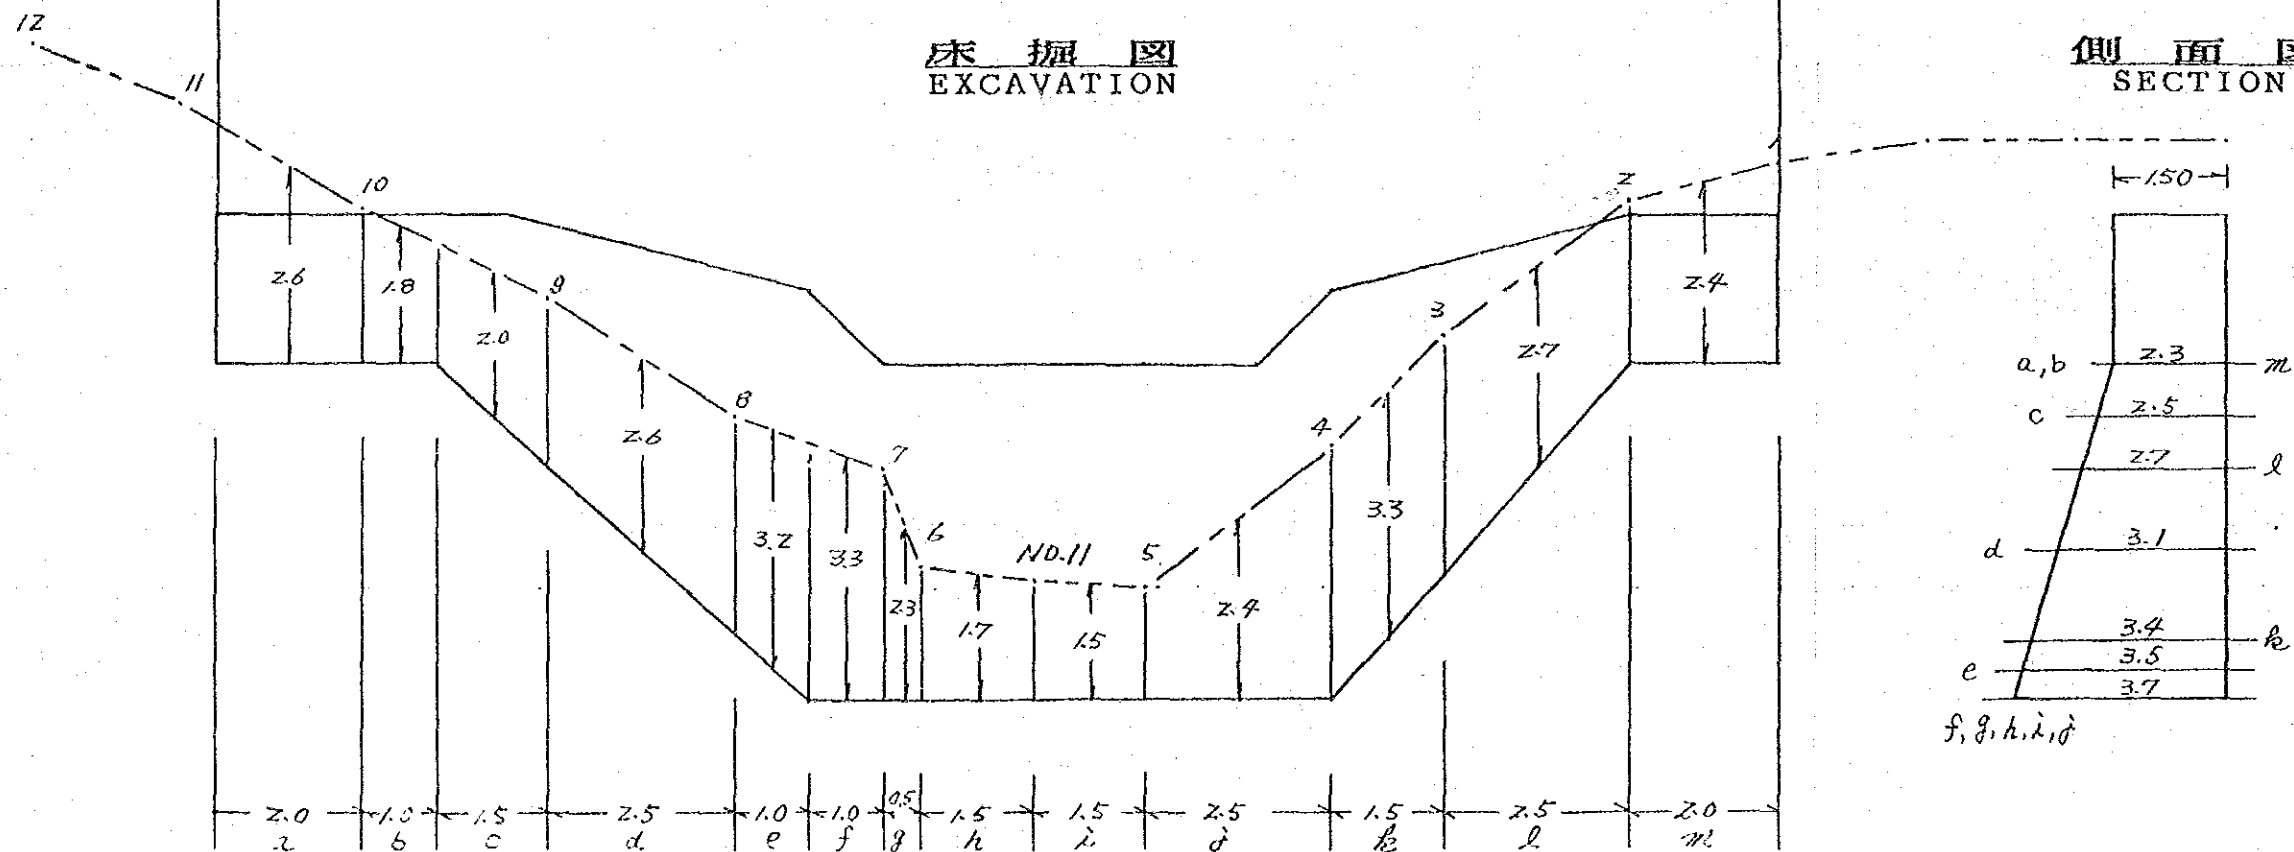 床 掘 図
EXCAVATION
側 面 図
SECTION
12
11
10
9
8
7
6
NO.11
5
4
3
2
2.6
1.8
2.0
2.6
3.2
3.3
2.3
1.7
1.5
2.4
3.3
2.7
2.4
1.50
a,b 2.3 m
c 2.5
2.7 l
d 3.1
3.4 k
e 3.5
3.7
f,g,h,i,j
2.0 1.0 1.5 2.5 1.0 1.0 0.5 1.5 1.5 2.5 1.5 2.5 2.0
a b c d e f g h i j k l m